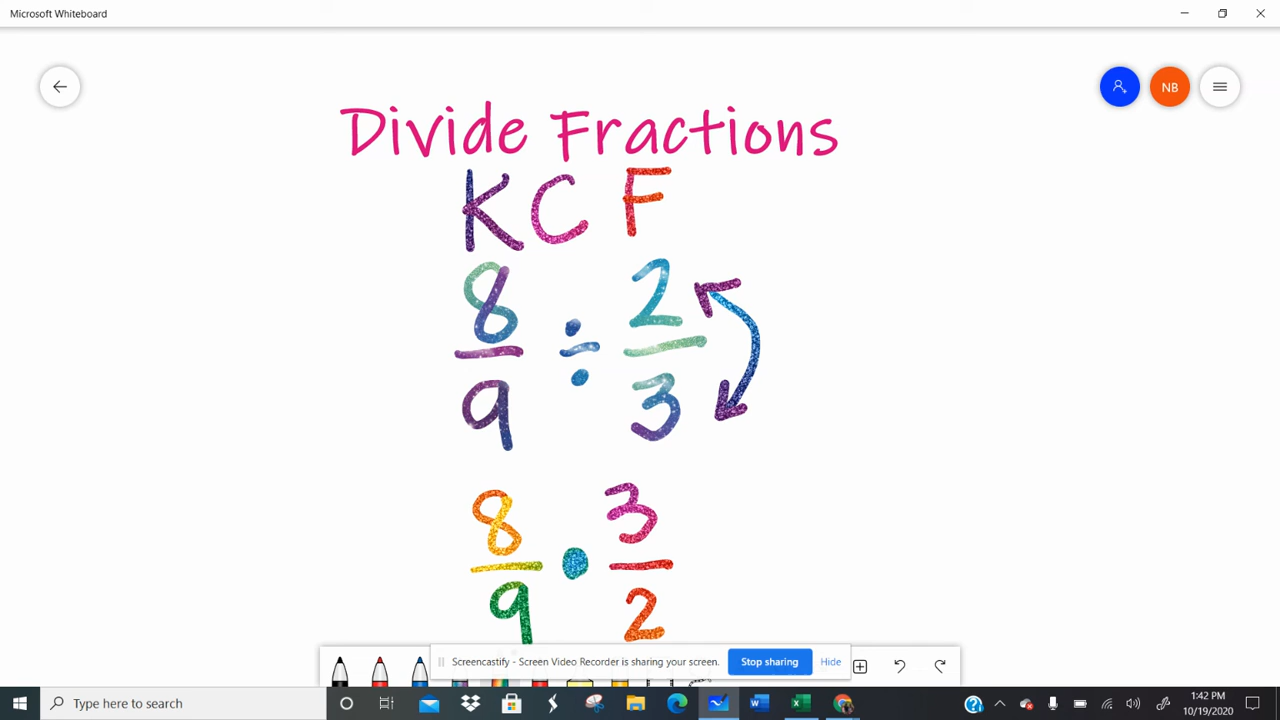 Microsoft Whiteboard
NB
Divide Fractions
K C F
8/9 ÷ 2/3
8/9 • 3/2
Screencastify - Screen Video Recorder is sharing your screen. Stop sharing Hide
Type here to search
1:42 PM
10/19/2020